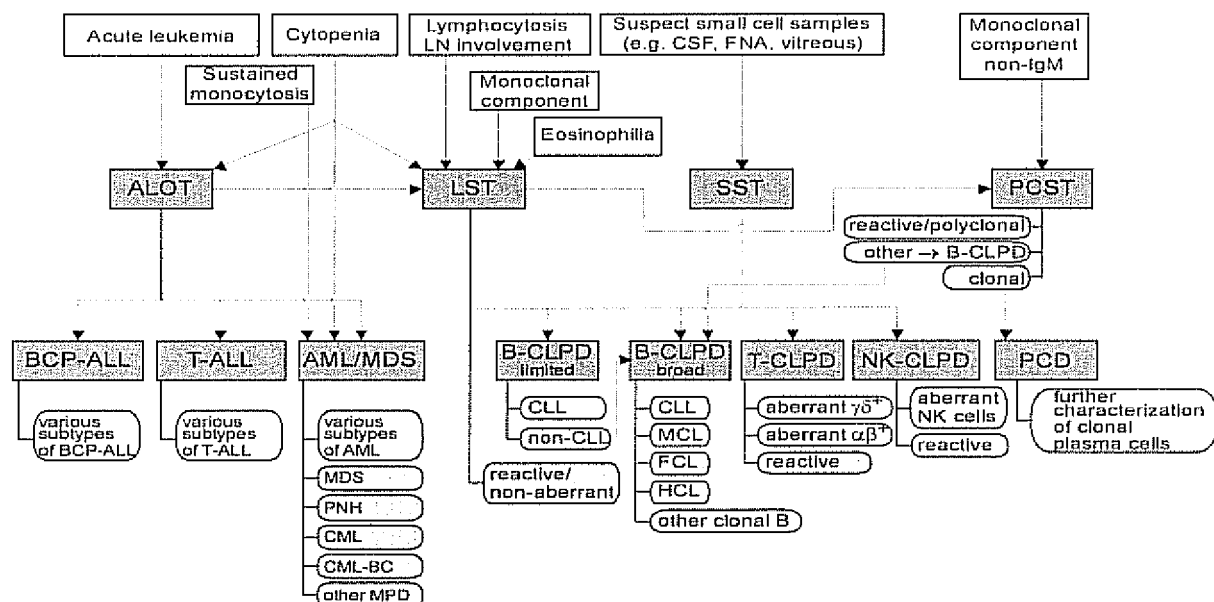 Acute leukemia
Cytopenia
Lymphocytosis
LN involvement
Suspect small cell samples
(e.g. CSF, FNA, vitreous)
Monoclonal
component
non-IgM
Sustained
monocytosis
Monoclonal
component
Eosinophilia
ALOT
LST
SST
PCST
reactive/polyclonal
other → B-CLPD
clonal
BCP-ALL
T-ALL
AML/MDS
B-CLPD
limited
B-CLPD
broad
T-CLPD
NK-CLPD
PCD
various
subtypes
of BCP-ALL
various
subtypes
of T-ALL
various
subtypes
of AML
MDS
PNH
CML
CML-BC
other MPD
CLL
non-CLL
reactive/
non-aberrant
CLL
MCL
FCL
HCL
other clonal B
aberrant γδ⁺
aberrant αβ⁺
reactive
aberrant
NK cells
reactive
further
characterization
of clonal
plasma cells